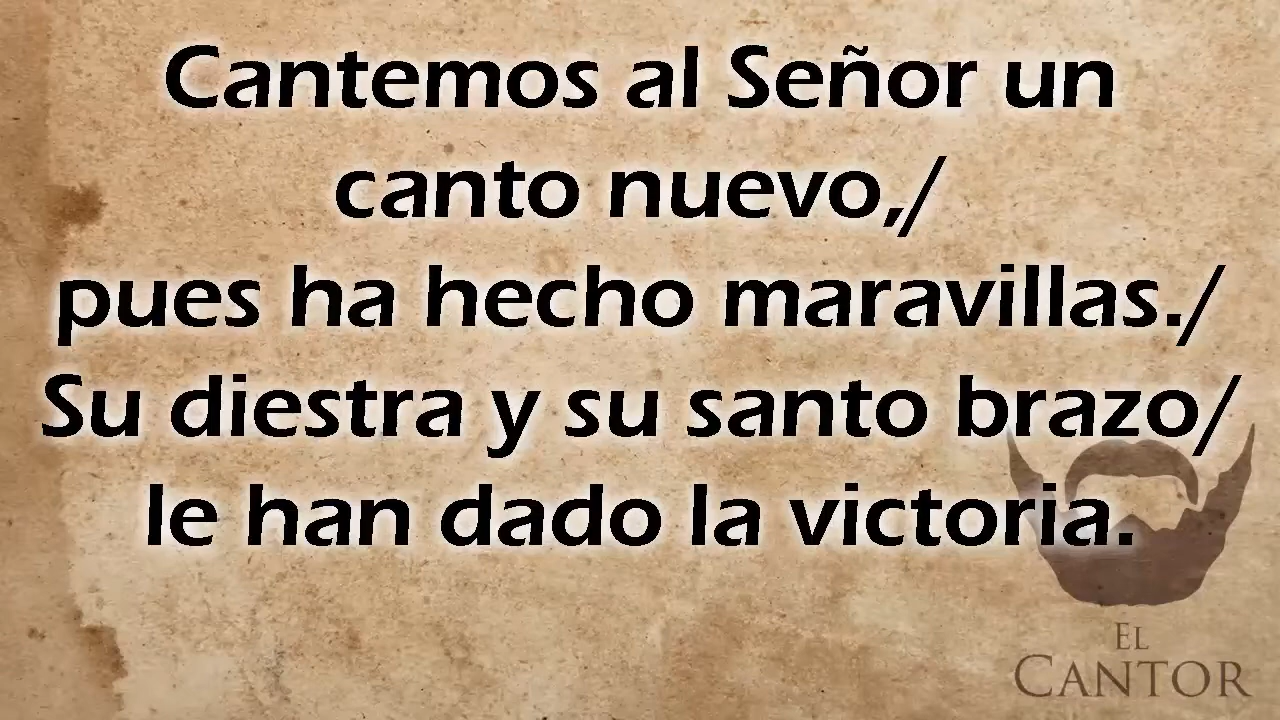 Cantemos al Señor un
canto nuevo,/
pues ha hecho maravillas./
Su diestra y su santo brazo/
le han dado la victoria.
EL
CANTOR